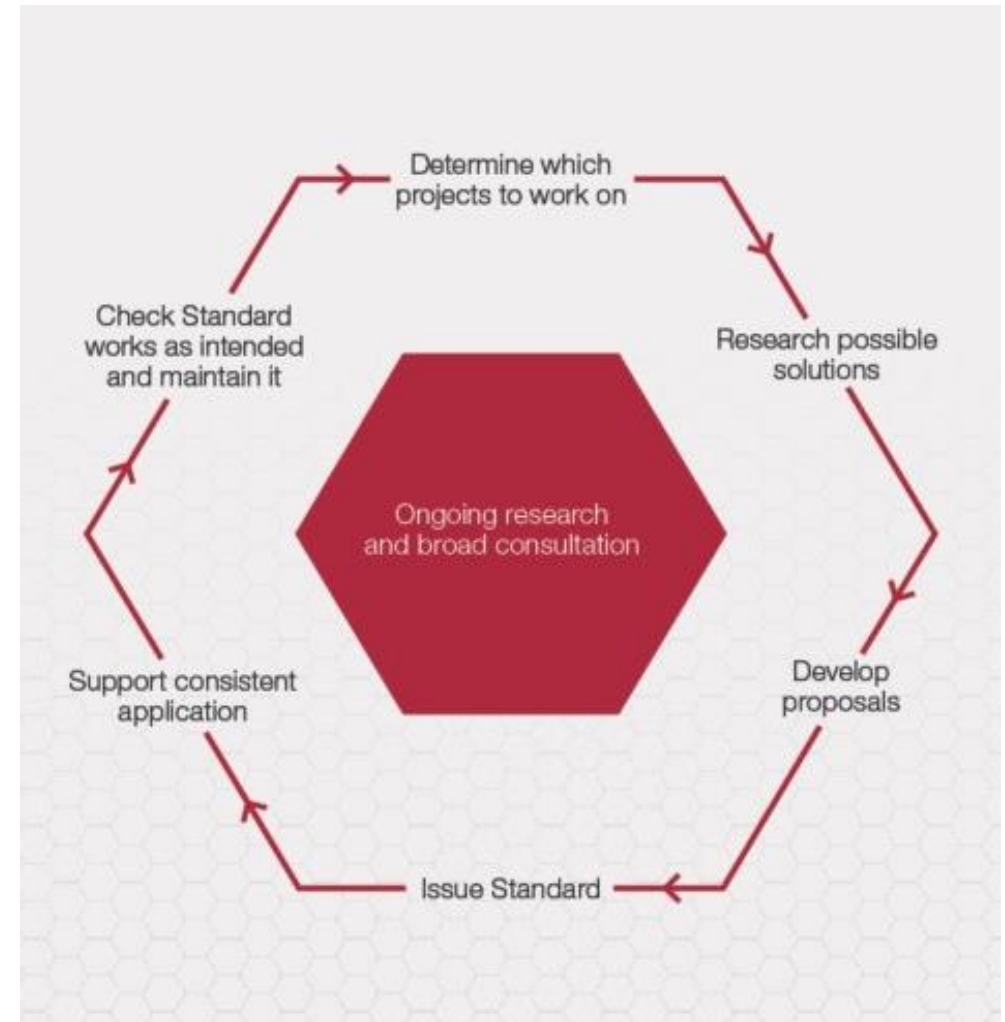 Determine which
projects to work on
Research possible
solutions
Develop
proposals
Issue Standard
Support consistent
application
Check Standard
works as intended
and maintain it
Ongoing research
and broad consultation